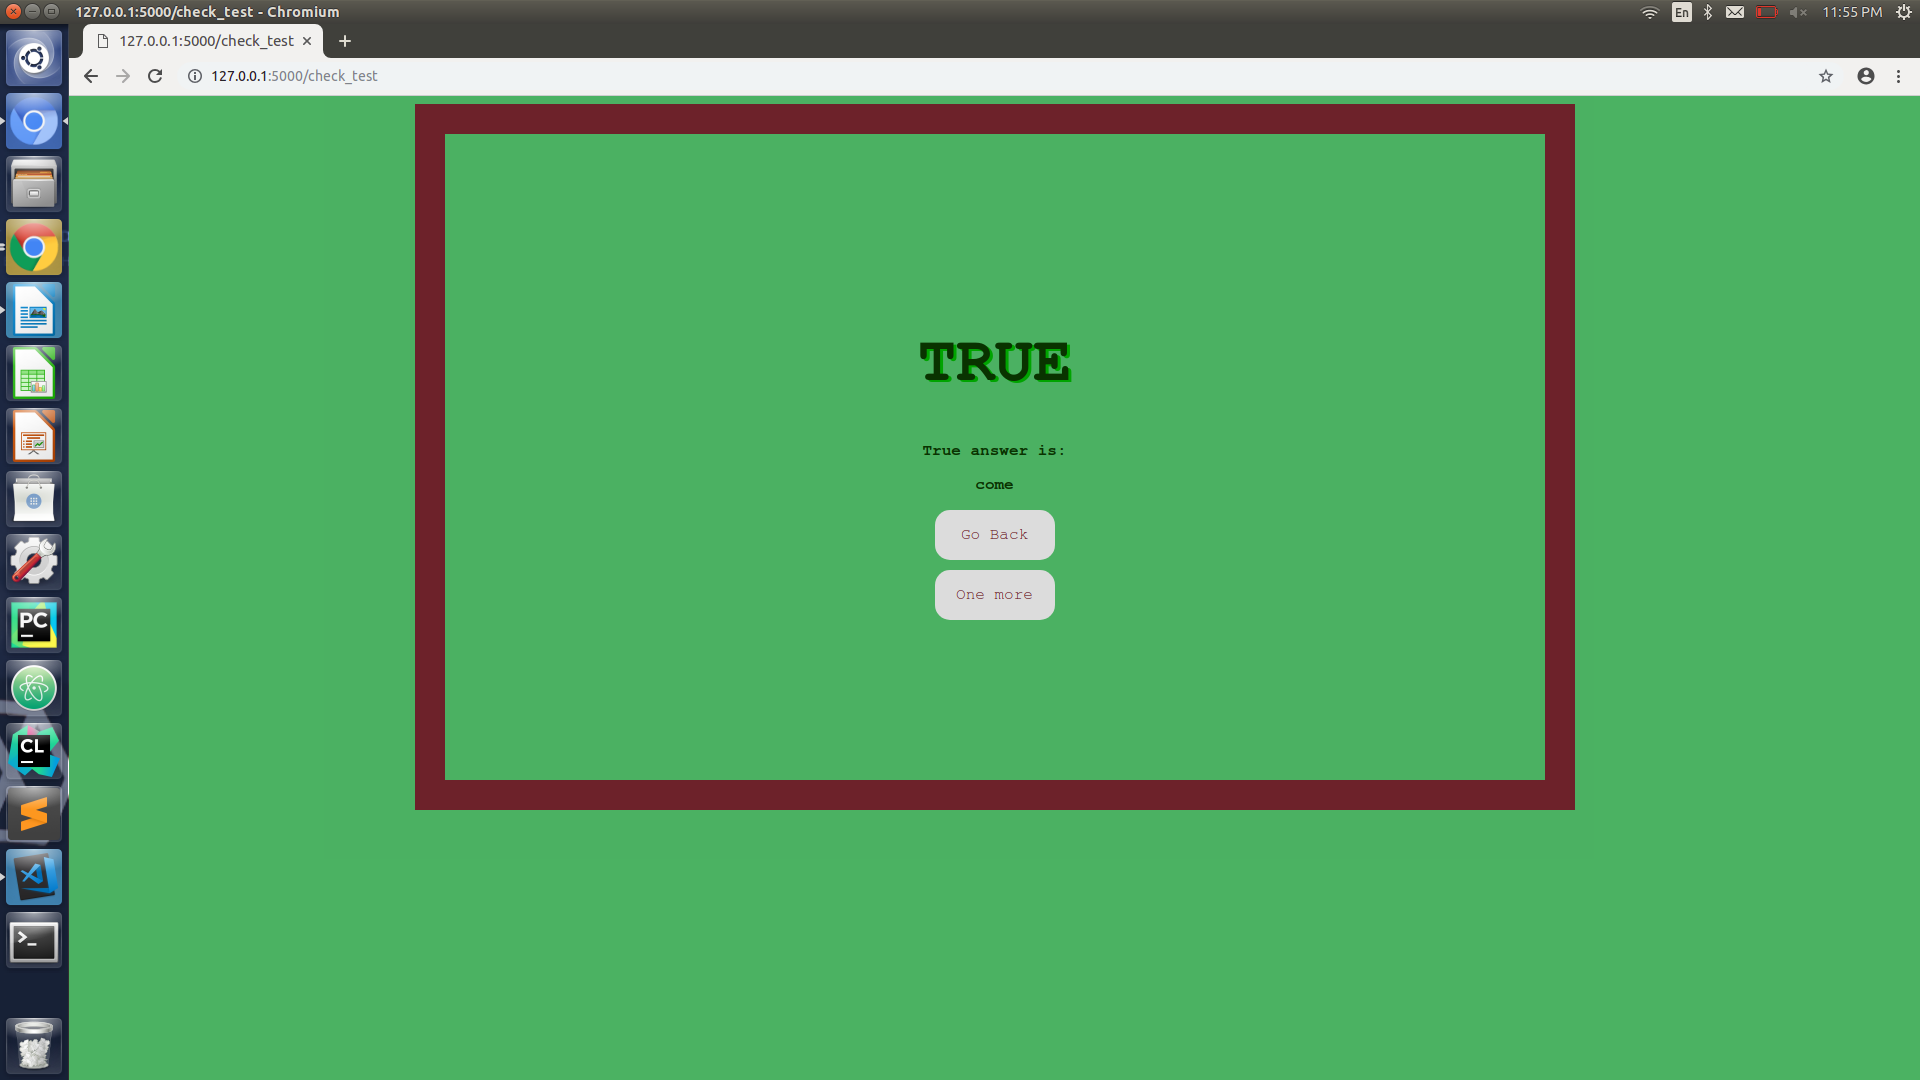 127.0.0.1:5000/check_test - Chromium
En
11:55 PM
127.0.0.1:5000/check_test
127.0.0.1:5000/check_test
TRUE
True answer is:
come
Go Back
One more
PC
CL
>_